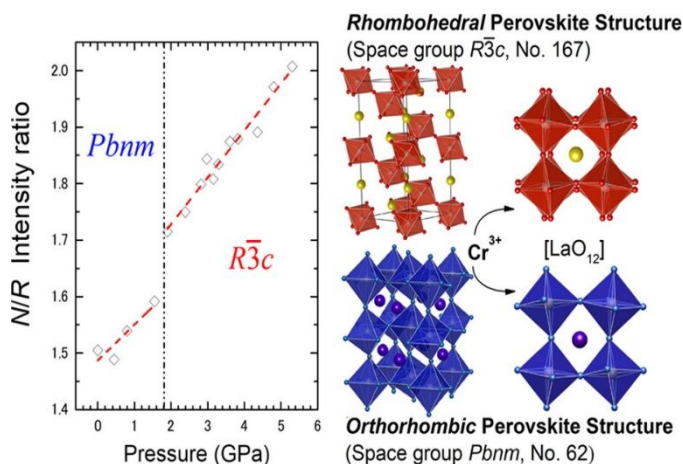 N/R Intensity ratio
2.0
1.9
1.8
1.7
1.6
1.5
1.4
Pbnm
R3̅c
0 1 2 3 4 5 6
Pressure (GPa)
Rhombohedral Perovskite Structure
(Space group R3̅c, No. 167)
Cr³⁺
[LaO₁₂]
Orthorhombic Perovskite Structure
(Space group Pbnm, No. 62)